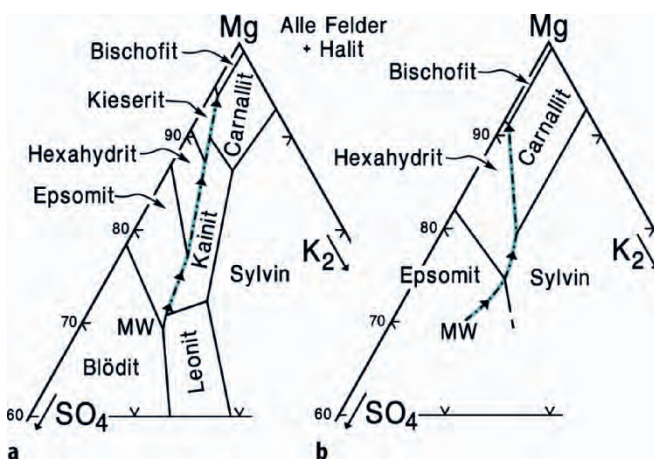 Mg
Alle Felder
+ Halit
Mg
Bischofit
Kieserit
Carnallit
90
Hexahydrit
Epsomit
80
Kainit
K2
Sylvin
70
MW
Blödit
Leonit
60
SO4
a
Bischofit
Carnallit
90
Hexahydrit
80
K2
Epsomit
Sylvin
70
MW
60
SO4
b